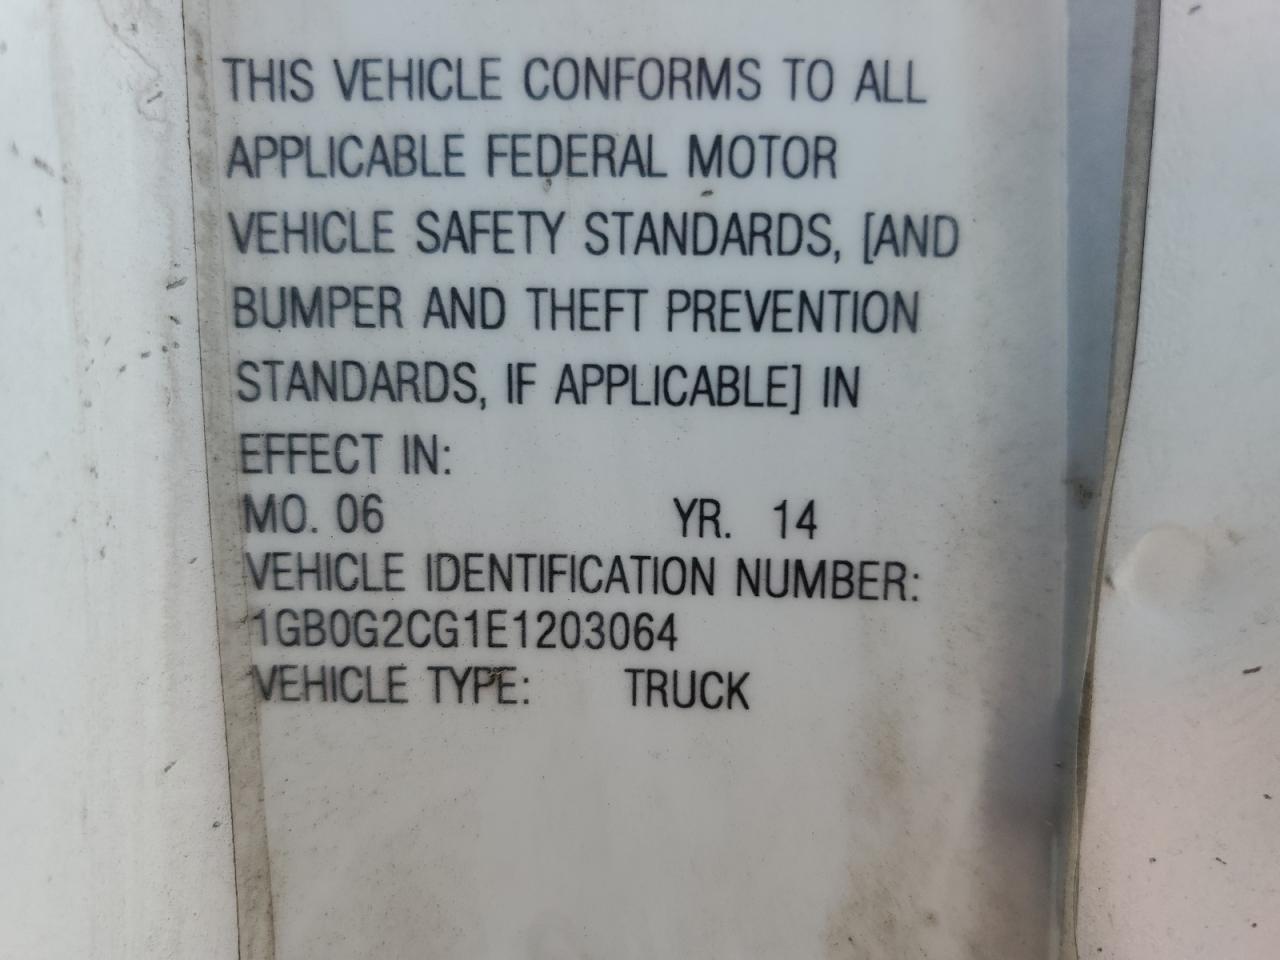 THIS VEHICLE CONFORMS TO ALL
APPLICABLE FEDERAL MOTOR
VEHICLE SAFETY STANDARDS, [AND
BUMPER AND THEFT PREVENTION
STANDARDS, IF APPLICABLE] IN
EFFECT IN:
MO. 06 YR. 14
VEHICLE IDENTIFICATION NUMBER:
1GB0G2CG1E1203064
VEHICLE TYPE: TRUCK